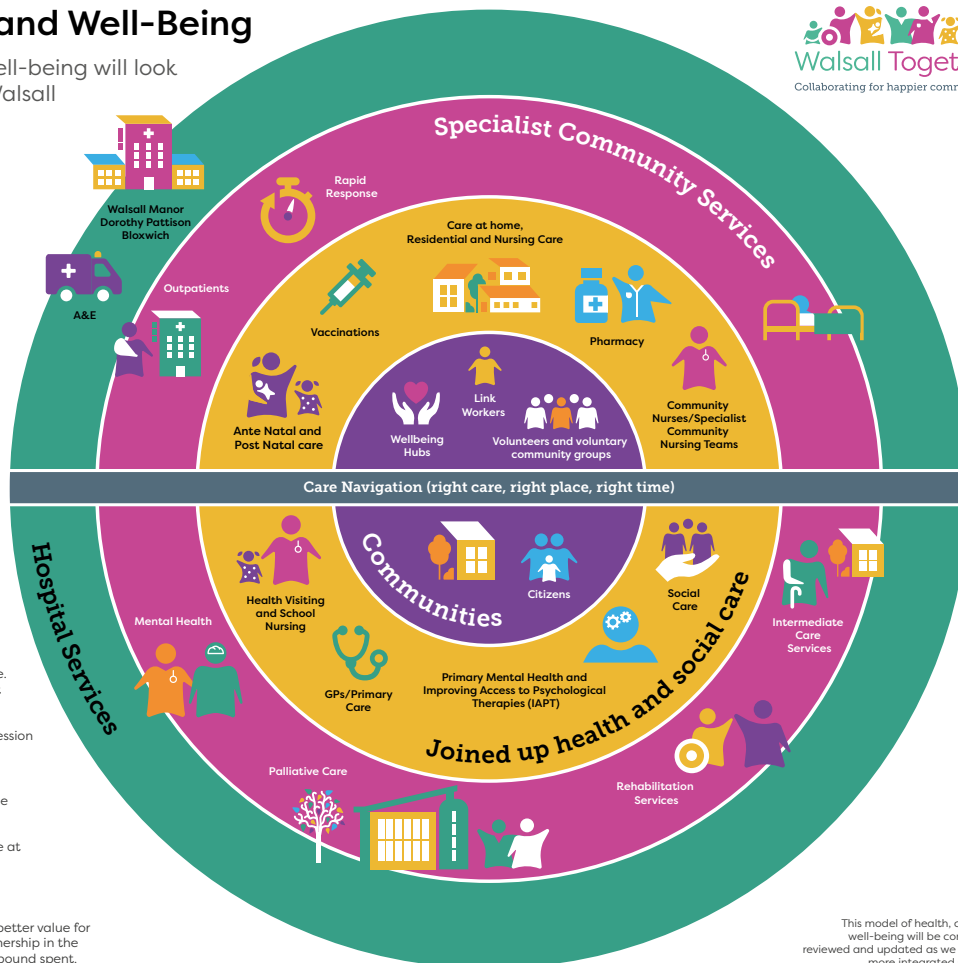 and Well-Being
ell-being will look
Walsall
Walsall Toget
Collaborating for happier comm
Specialist Community Services
Rapid
Response
Walsall Manor
Dorothy Pattison
Bloxwich
Care at home,
Residential and Nursing Care
A&E
Outpatients
Vaccinations
Pharmacy
Ante Natal and
Post Natal care
Link
Workers
Wellbeing
Hubs
Volunteers and voluntary
community groups
Community
Nurses/Specialist
Community
Nursing Teams
Care Navigation (right care, right place, right time)
Hospital Services
Communities
Citizens
Health Visiting
and School
Nursing
Social
Care
Mental Health
Intermediate
Care
Services
GPs/Primary
Care
Primary Mental Health and
Improving Access to Psychological
Therapies (IAPT)
Joined up health and social care
Palliative Care
Rehabilitation
Services
e.
ession
e
e at
better value for
nership in the
pound spent.
This model of health, c
well-being will be con
reviewed and updated as we
more integrated